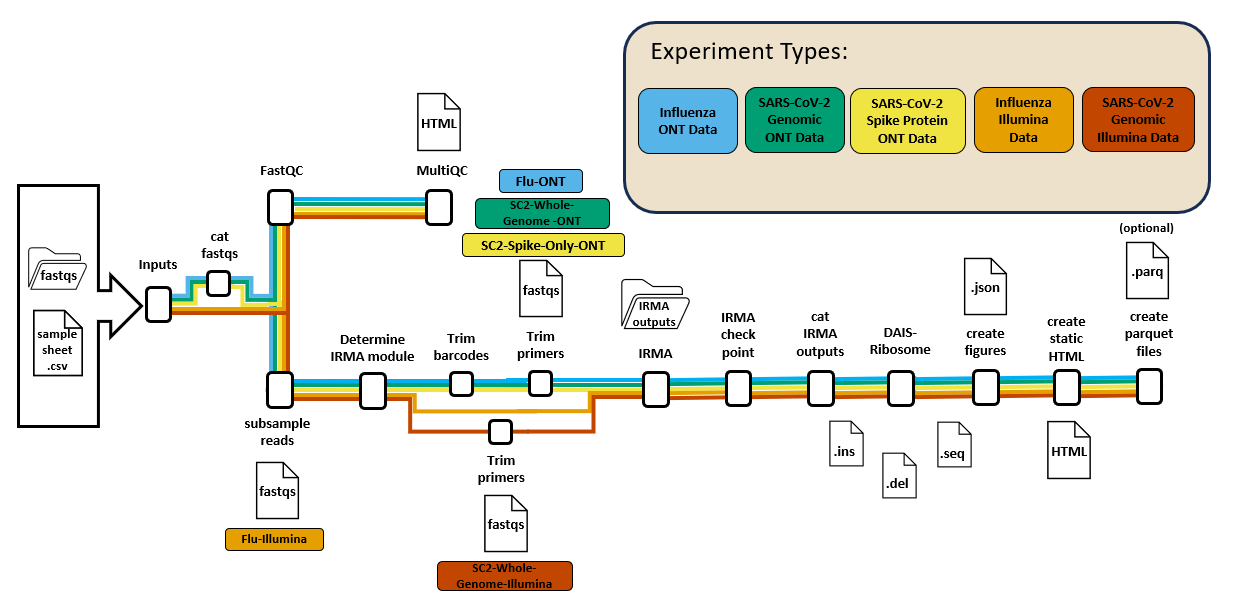 Experiment Types:
Influenza
ONT Data
SARS-CoV-2
Genomic
ONT Data
SARS-CoV-2
Spike Protein
ONT Data
Influenza
Illumina
Data
SARS-CoV-2
Genomic
Illumina Data
HTML
FastQC
MultiQC
Flu-ONT
SC2-Whole-
Genome -ONT
SC2-Spike-Only-ONT
fastqs
fastqs
sample
sheet
.csv
Inputs
cat
fastqs
Determine
IRMA module
Trim
barcodes
Trim
primers
IRMA
outputs
IRMA
IRMA
check
point
cat
IRMA
outputs
DAIS-
Ribosome
.json
create
figures
create
static
HTML
(optional)
.parq
create
parquet
files
subsample
reads
fastqs
Flu-Illumina
Trim
primers
fastqs
SC2-Whole-
Genome-Illumina
.ins
.del
.seq
HTML